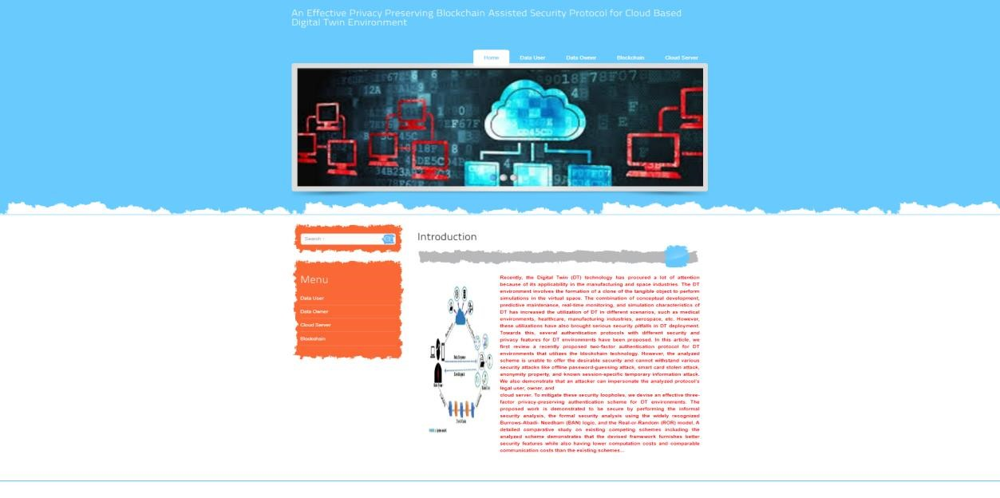 An Effective Privacy Preserving Blockchain Assisted Security Protocol for Cloud Based
Digital Twin Environment
Home
Data User
Data Owner
Blockchain
Cloud Server
Search :
Introduction
Menu
Data User
Data Owner
Cloud Server
Blockchain
Recently, the Digital Twin (DT) technology has procured a lot of attention
because of its applicability in the manufacturing and space industries. The DT
environment involves the formation of a clone of the tangible object to perform
simulations in the virtual space. The combination of conceptual development,
predictive maintenance, real-time monitoring, and simulation characteristics of
DT has increased the utilization of DT in different scenarios, such as medical
environments, healthcare, manufacturing industries, aerospace, etc. However,
these utilizations have also brought serious security pitfalls in DT deployment.
Towards this, several authentication protocols with different security and
privacy features for DT environments have been proposed. In this article, we
first review a recently proposed two-factor authentication protocol for DT
environments that utilizes the blockchain technology. However, the analyzed
scheme is unable to offer the desirable security and cannot withstand various
security attacks like offline password-guessing attack, smart card stolen attack,
anonymity property, and known session-specific temporary information attack.
We also demonstrate that an attacker can impersonate the analyzed protocol's
legal user, owner, and
cloud server. To mitigate these security loopholes, we devise an effective three-
factor privacy-preserving authentication scheme for DT environments. The
proposed work is demonstrated to be secure by performing the informal
security analysis, the formal security analysis using the widely recognized
Burrows-Abadi- Needham (BAN) logic, and the Real-or-Random (ROR) model. A
detailed comparative study on existing competing schemes including the
analyzed scheme demonstrates that the devised framework furnishes better
security features while also having lower computation costs and comparable
communication costs than the existing schemes...